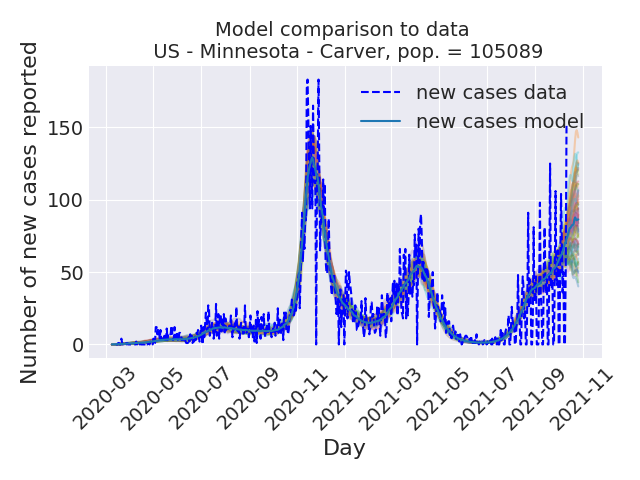 Model comparison to data
US - Minnesota - Carver, pop. = 105089
new cases data
new cases model
Number of new cases reported
150
100
50
0
2020-03
2020-05
2020-07
2020-09
2020-11
2021-01
2021-03
2021-05
2021-07
2021-09
2021-11
Day